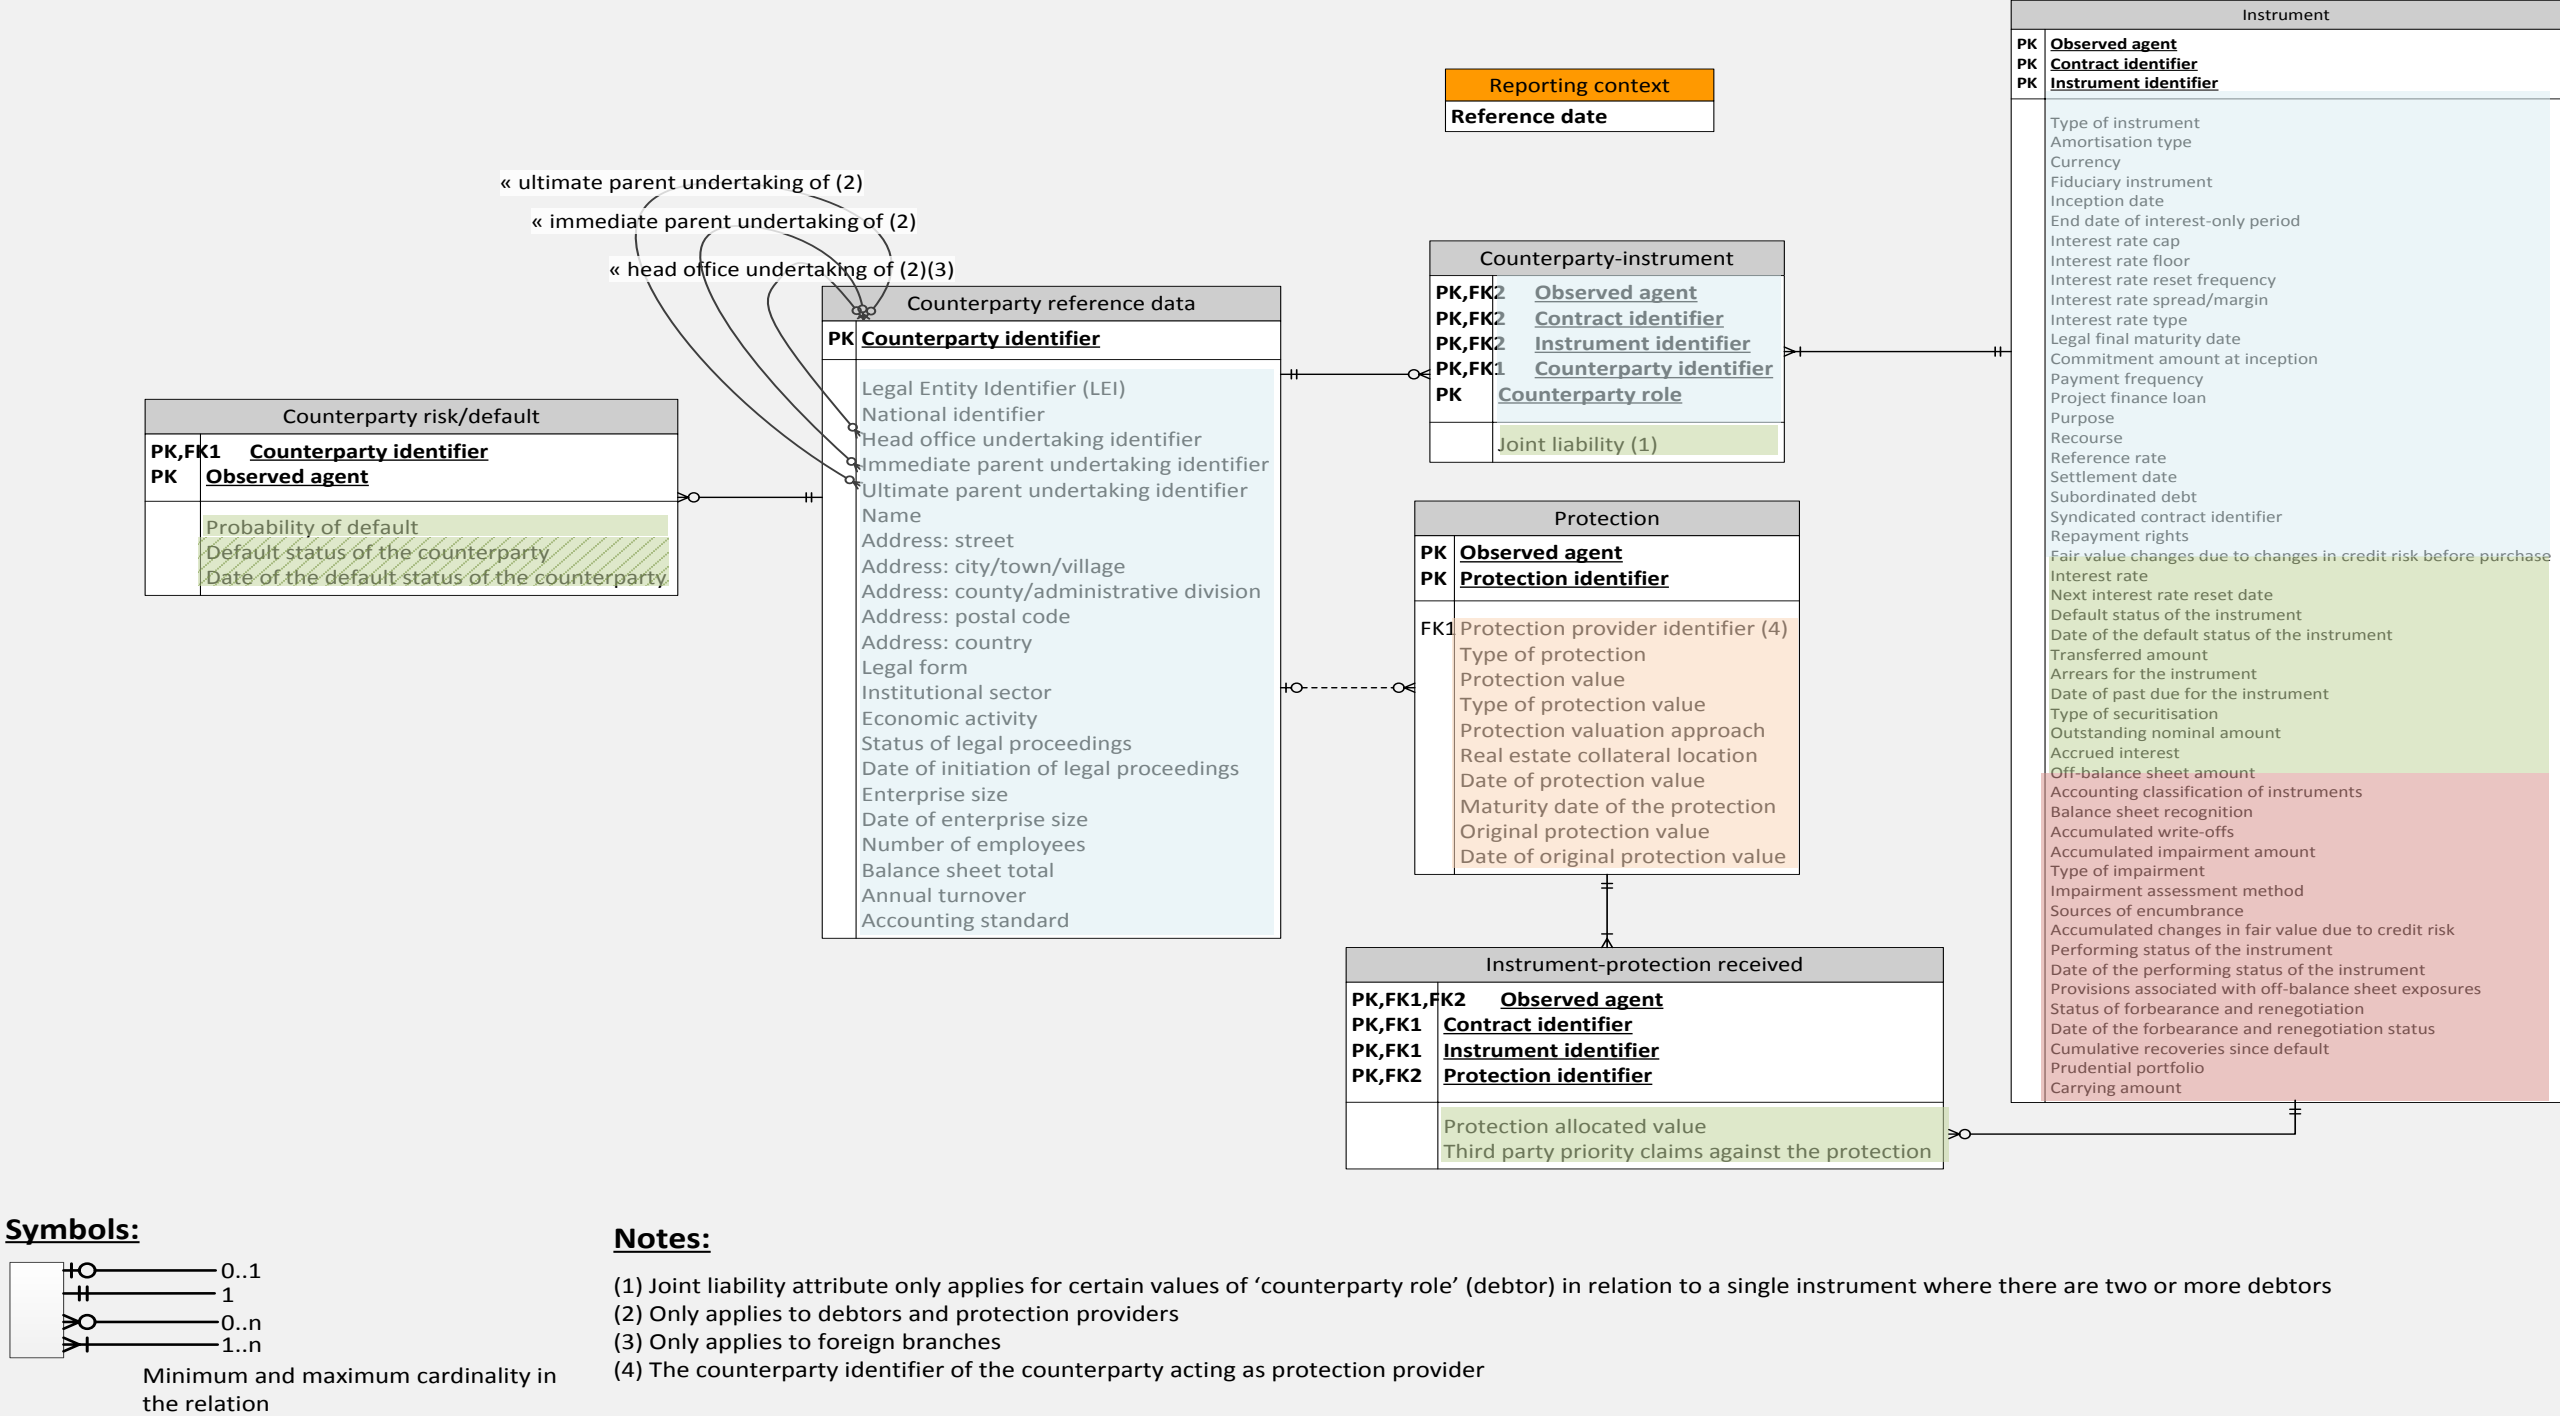 Instrument
PK Observed agent
PK Contract identifier
PK Instrument identifier
Type of instrument
Amortisation type
Currency
Fiduciary instrument
Inception date
End date of interest-only period
Interest rate cap
Interest rate floor
Interest rate reset frequency
Interest rate spread/margin
Interest rate type
Legal final maturity date
Commitment amount at inception
Payment frequency
Project finance loan
Purpose
Recourse
Reference rate
Settlement date
Subordinated debt
Syndicated contract identifier
Repayment rights
Fair value changes due to changes in credit risk before purchase
Interest rate
Next interest rate reset date
Default status of the instrument
Date of the default status of the instrument
Transferred amount
Arrears for the instrument
Date of past due for the instrument
Type of securitisation
Outstanding nominal amount
Accrued interest
Off-balance sheet amount
Accounting classification of instruments
Balance sheet recognition
Accumulated write-offs
Accumulated impairment amount
Type of impairment
Impairment assessment method
Sources of encumbrance
Accumulated changes in fair value due to credit risk
Performing status of the instrument
Date of the performing status of the instrument
Provisions associated with off-balance sheet exposures
Status of forbearance and renegotiation
Date of the forbearance and renegotiation status
Cumulative recoveries since default
Prudential portfolio
Carrying amount
Reporting context
Reference date
« ultimate parent undertaking of (2)
« immediate parent undertaking of (2)
« head office undertaking of (2)(3)
Counterparty reference data
PK Counterparty identifier
Legal Entity Identifier (LEI)
National identifier
Head office undertaking identifier
Immediate parent undertaking identifier
Ultimate parent undertaking identifier
Name
Address: street
Address: city/town/village
Address: county/administrative division
Address: postal code
Address: country
Legal form
Institutional sector
Economic activity
Status of legal proceedings
Date of initiation of legal proceedings
Enterprise size
Date of enterprise size
Number of employees
Balance sheet total
Annual turnover
Accounting standard
Counterparty-instrument
PK,FK2 Observed agent
PK,FK2 Contract identifier
PK,FK2 Instrument identifier
PK,FK1 Counterparty identifier
PK Counterparty role
Joint liability (1)
Counterparty risk/default
PK,FK1 Counterparty identifier
PK Observed agent
Probability of default
Default status of the counterparty
Date of the default status of the counterparty
Protection
PK Observed agent
PK Protection identifier
FK1 Protection provider identifier (4)
Type of protection
Protection value
Type of protection value
Protection valuation approach
Real estate collateral location
Date of protection value
Maturity date of the protection
Original protection value
Date of original protection value
Instrument-protection received
PK,FK1,FK2 Observed agent
PK,FK1 Contract identifier
PK,FK1 Instrument identifier
PK,FK2 Protection identifier
Protection allocated value
Third party priority claims against the protection
Symbols:
0..1
1
0..n
1..n
Minimum and maximum cardinality in
the relation
Notes:
(1) Joint liability attribute only applies for certain values of ‘counterparty role’ (debtor) in relation to a single instrument where there are two or more debtors
(2) Only applies to debtors and protection providers
(3) Only applies to foreign branches
(4) The counterparty identifier of the counterparty acting as protection provider